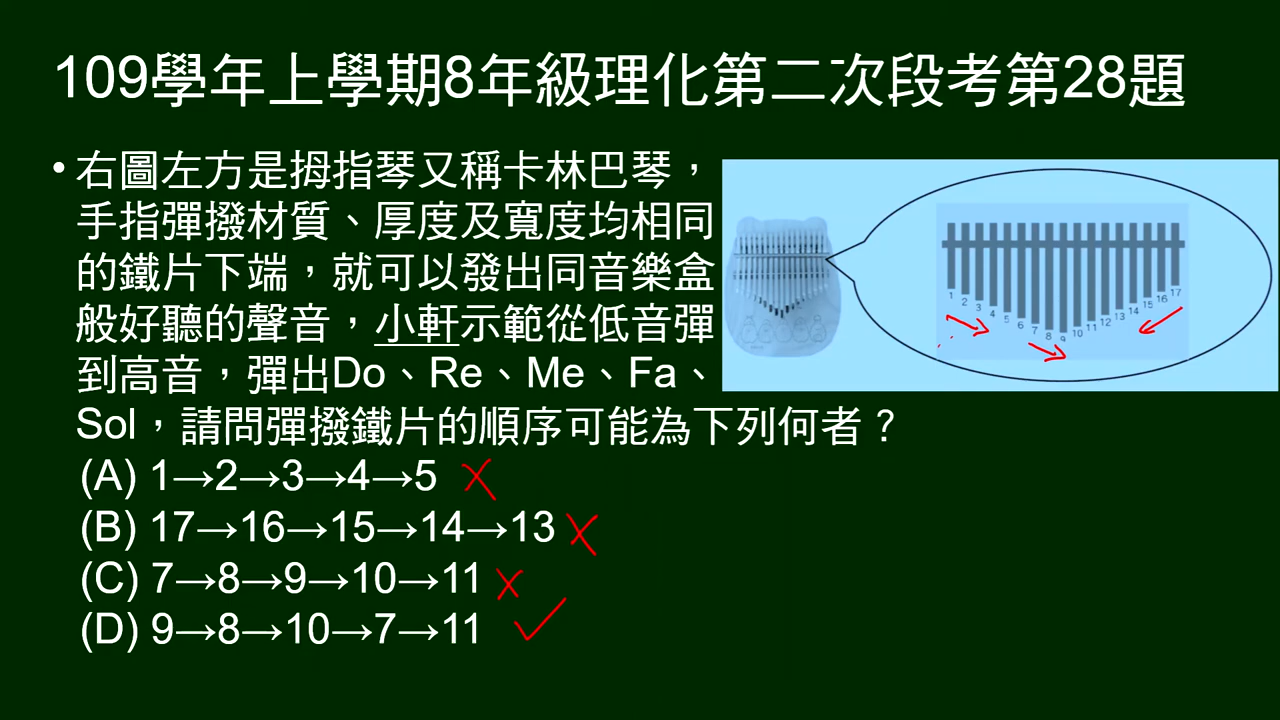 109學年上學期8年級理化第二次段考第28題
• 右圖左方是拇指琴又稱卡林巴琴，
手指彈撥材質、厚度及寬度均相同
的鐵片下端，就可以發出同音樂盒
般好聽的聲音，小軒示範從低音彈
到高音，彈出Do、Re、Me、Fa、
Sol，請問彈撥鐵片的順序可能為下列何者？
(A) 1→2→3→4→5
(B) 17→16→15→14→13
(C) 7→8→9→10→11
(D) 9→8→10→7→11
1 2 3 4 5 6 7 8 9 10 11 12 13 14 15 16 17